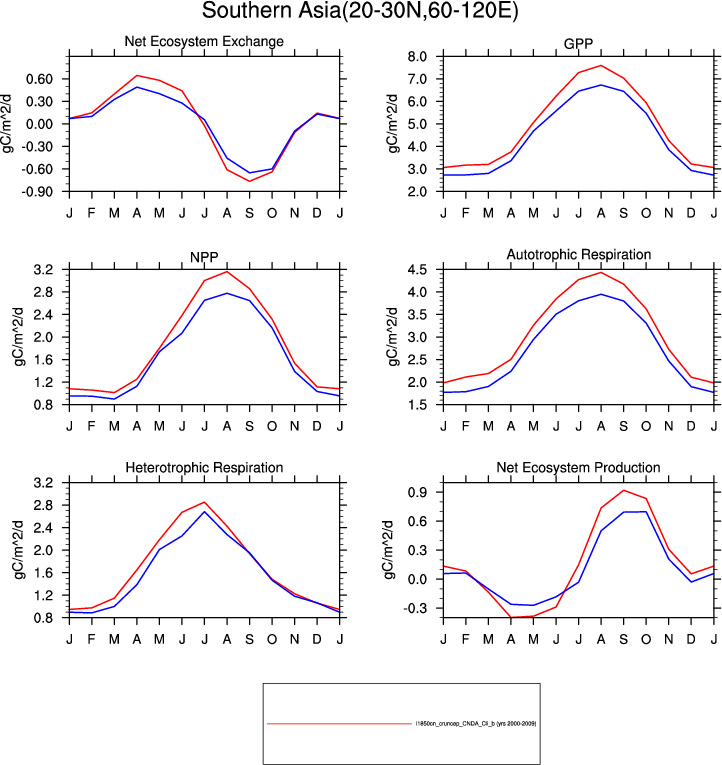 Southern Asia(20-30N,60-120E)
Net Ecosystem Exchange
gC/m^2/d
0.60
0.30
0.00
-0.30
-0.60
-0.90
J F M A M J J A S O N D J
GPP
gC/m^2/d
8.0
7.0
6.0
5.0
4.0
3.0
2.0
J F M A M J J A S O N D J
NPP
gC/m^2/d
3.2
2.8
2.4
2.0
1.6
1.2
0.8
J F M A M J J A S O N D J
Autotrophic Respiration
gC/m^2/d
4.5
4.0
3.5
3.0
2.5
2.0
1.5
J F M A M J J A S O N D J
Heterotrophic Respiration
gC/m^2/d
3.2
2.8
2.4
2.0
1.6
1.2
0.8
J F M A M J J A S O N D J
Net Ecosystem Production
gC/m^2/d
0.9
0.6
0.3
0.0
-0.3
J F M A M J J A S O N D J
(yrs 2000-2009)